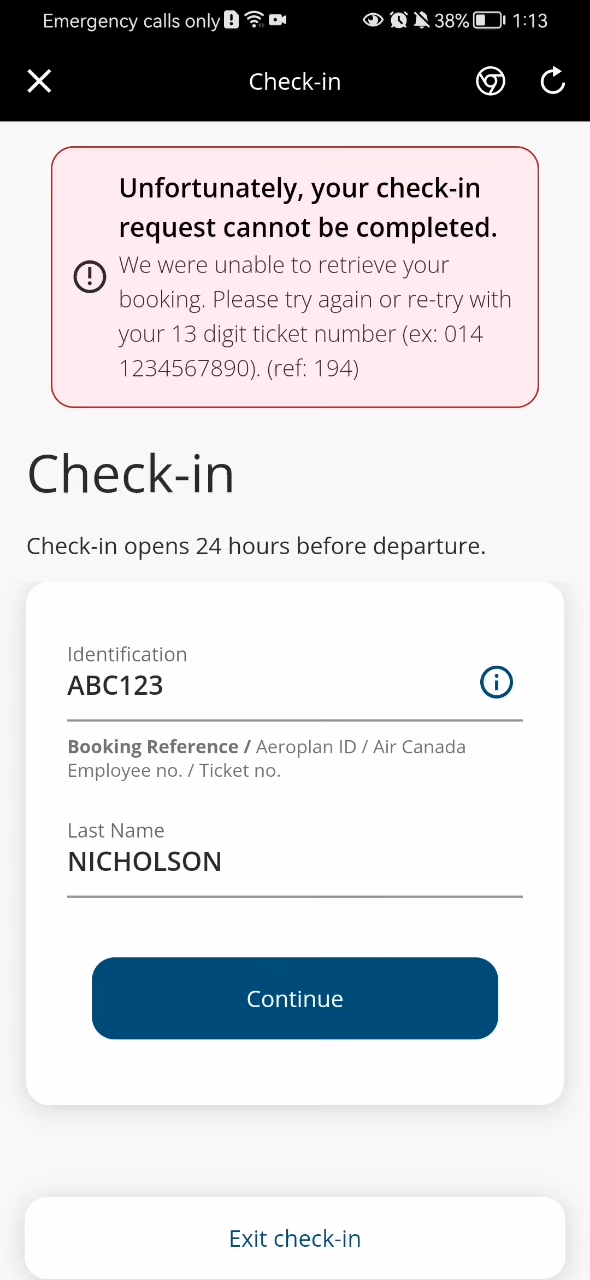 Emergency calls only 38% 1:13
Check-in
Unfortunately, your check-in
request cannot be completed.
We were unable to retrieve your
booking. Please try again or re-try with
your 13 digit ticket number (ex: 014
1234567890). (ref: 194)
Check-in
Check-in opens 24 hours before departure.
Identification
ABC123
Booking Reference / Aeroplan ID / Air Canada
Employee no. / Ticket no.
Last Name
NICHOLSON
Continue
Exit check-in